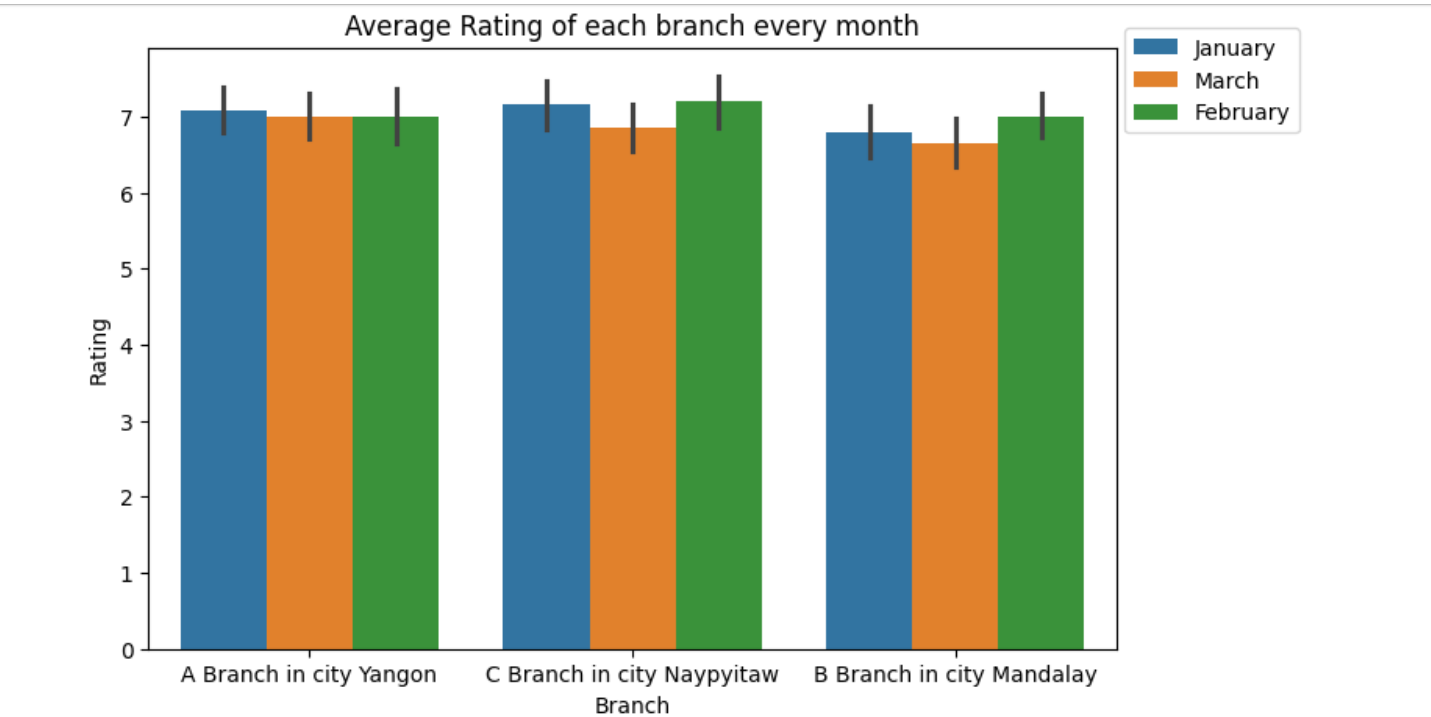 Average Rating of each branch every month
January
March
February
7
6
5
4
3
2
1
0
Rating
A Branch in city Yangon
C Branch in city Naypyitaw
B Branch in city Mandalay
Branch